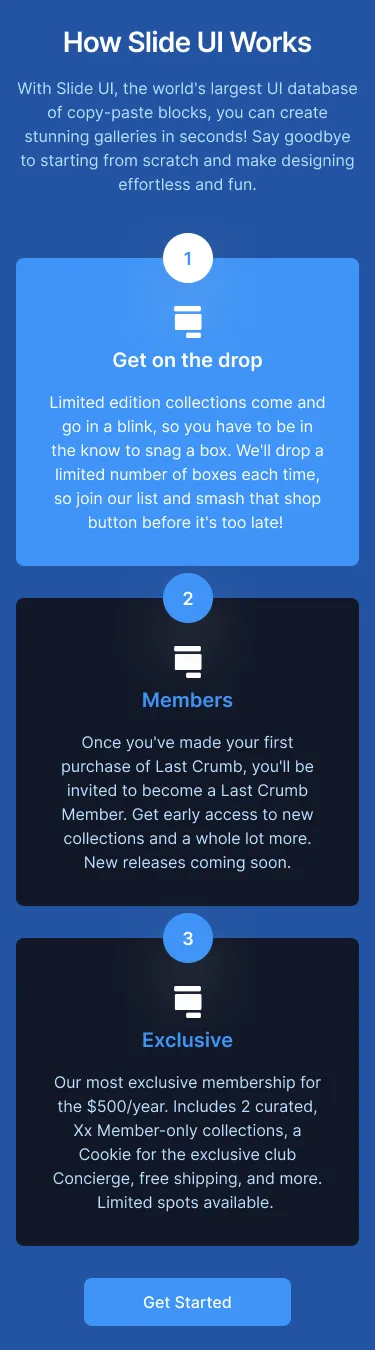 How Slide UI Works
With Slide UI, the world's largest UI database
of copy-paste blocks, you can create
stunning galleries in seconds! Say goodbye
to starting from scratch and make designing
effortless and fun.
1
Get on the drop
Limited edition collections come and
go in a blink, so you have to be in
the know to snag a box. We'll drop a
limited number of boxes each time,
so join our list and smash that shop
button before it's too late!
2
Members
Once you've made your first
purchase of Last Crumb, you'll be
invited to become a Last Crumb
Member. Get early access to new
collections and a whole lot more.
New releases coming soon.
3
Exclusive
Our most exclusive membership for
the $500/year. Includes 2 curated,
Xx Member-only collections, a
Cookie for the exclusive club
Concierge, free shipping, and more.
Limited spots available.
Get Started